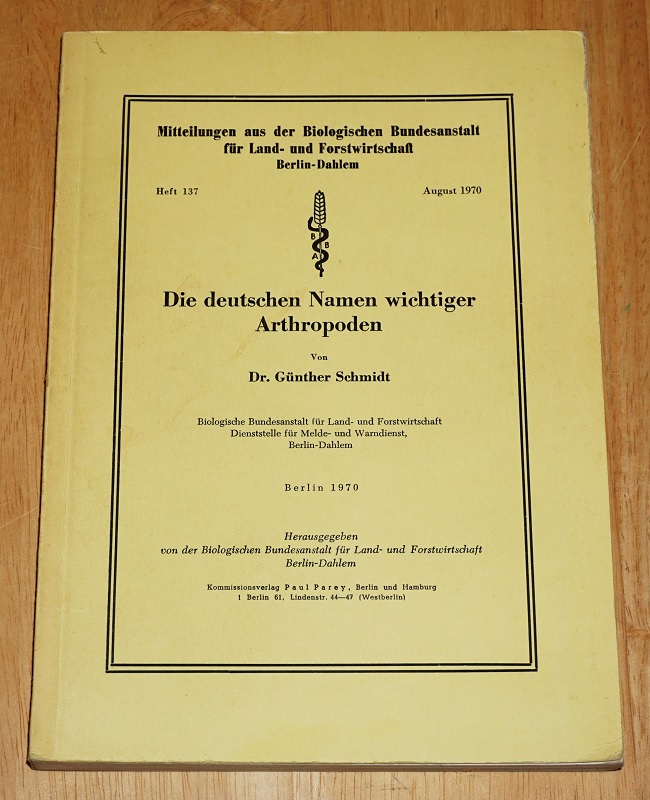 Mitteilungen aus der Biologischen Bundesanstalt
für Land- und Forstwirtschaft
Berlin-Dahlem
Heft 137 August 1970
B
B
A
Die deutschen Namen wichtiger
Arthropoden
Von
Dr. Günther Schmidt
Biologische Bundesanstalt für Land- und Forstwirtschaft
Dienststelle für Melde- und Warndienst,
Berlin-Dahlem
Berlin 1970
Herausgegeben
von der Biologischen Bundesanstalt für Land- und Forstwirtschaft
Berlin-Dahlem
Kommissionsverlag Paul Parey, Berlin und Hamburg
1 Berlin 61, Lindenstr. 44—47 (Westberlin)